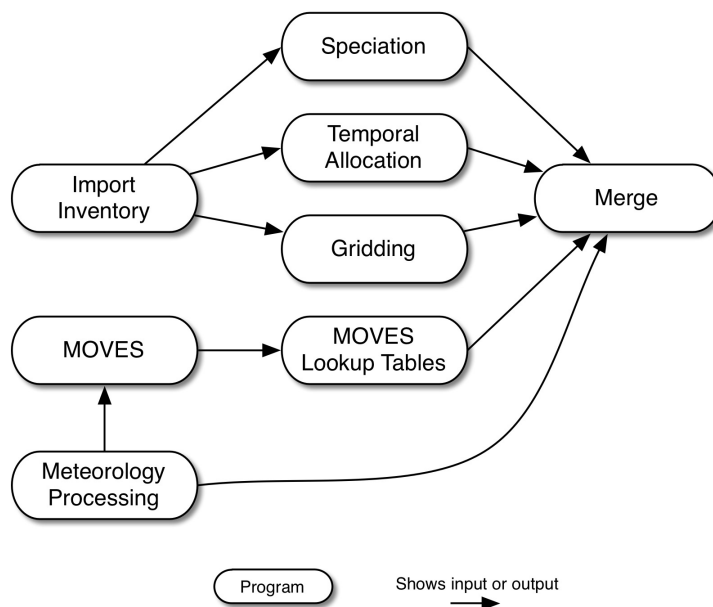 Speciation
Temporal
Allocation
Import
Inventory
Merge
Gridding
MOVES
MOVES
Lookup Tables
Meteorology
Processing
Program
Shows input or output